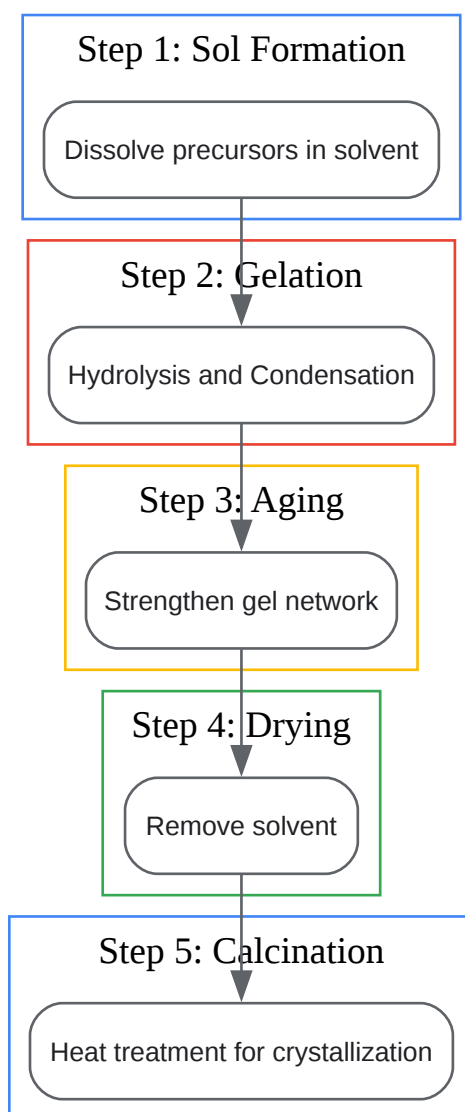 Step 1: Sol Formation
Dissolve precursors in solvent
Step 2: Gelation
Hydrolysis and Condensation
Step 3: Aging
Strengthen gel network
Step 4: Drying
Remove solvent
Step 5: Calcination
Heat treatment for crystallization